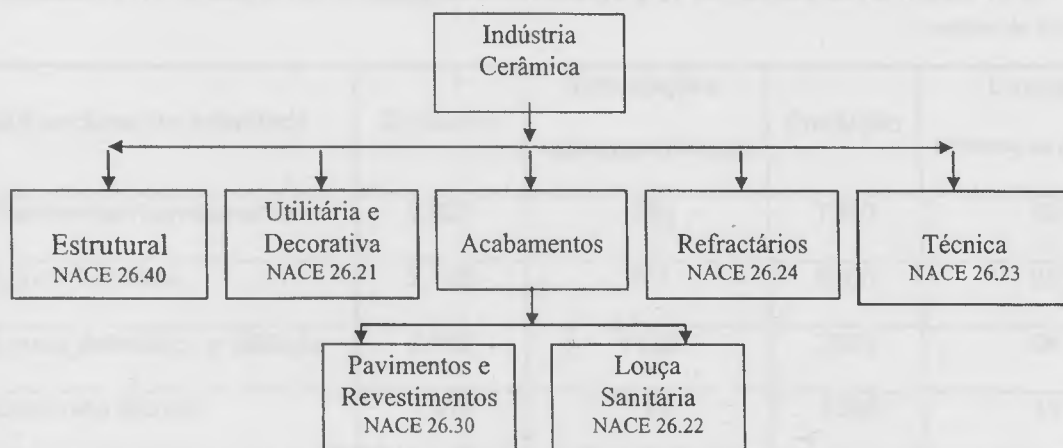 Indústria
Cerâmica
Estrutural
NACE 26.40
Utilitária e
Decorativa
NACE 26.21
Acabamentos
Refractários
NACE 26.24
Técnica
NACE 26.23
Pavimentos e
Revestimentos
NACE 26.30
Louça
Sanitária
NACE 26.22